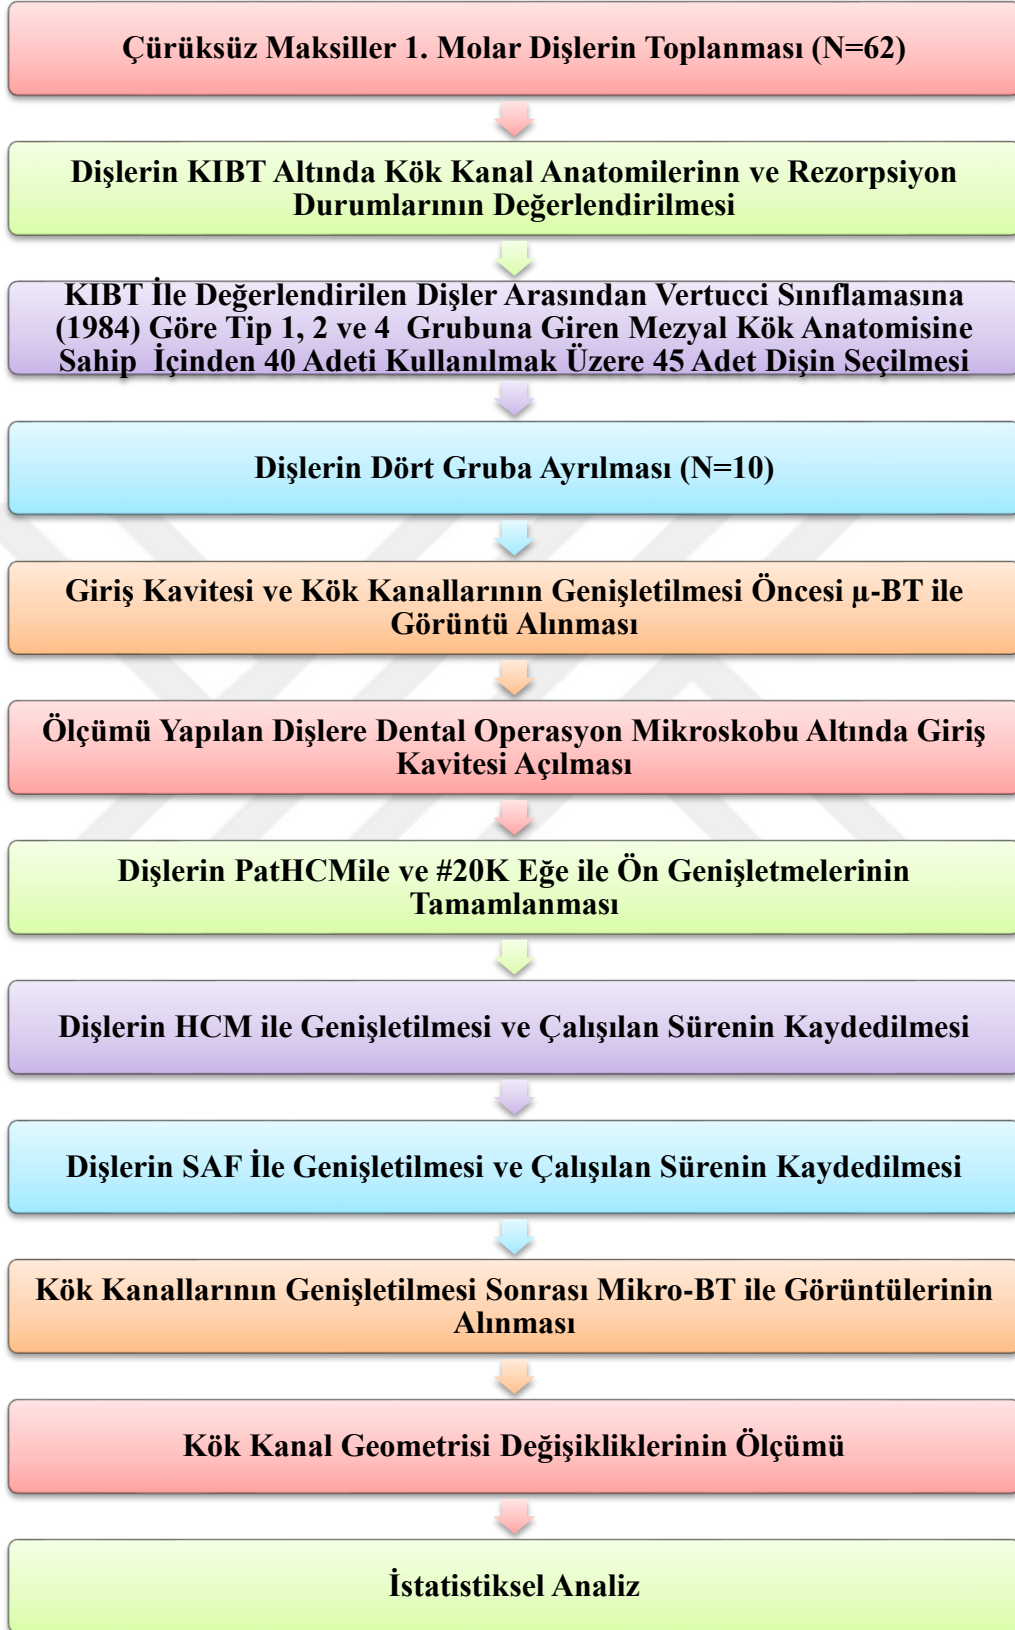 Çürüksüz Maksiller 1. Molar Dişlerin Toplanması (N=62)
Dişlerin KIBT Altında Kök Kanal Anatomilerinn ve Rezorpsiyon
Durumlarının Değerlendirilmesi
KIBT İle Değerlendirilen Dişler Arasından Vertucci Sınıflamasına
(1984) Göre Tip 1, 2 ve 4 Grubuna Giren Mezyal Kök Anatomisine
Sahip İçinden 40 Adeti Kullanılmak Üzere 45 Adet Dişin Seçilmesi
Dişlerin Dört Gruba Ayrılması (N=10)
Giriş Kavitesi ve Kök Kanallarının Genişletilmesi Öncesi µ-BT ile
Görüntü Alınması
Ölçümü Yapılan Dişlere Dental Operasyon Mikroskobu Altında Giriş
Kavitesi Açılması
Dişlerin PatHCMile ve #20K Eğe ile Ön Genişletmelerinin
Tamamlanması
Dişlerin HCM ile Genişletilmesi ve Çalışılan Sürenin Kaydedilmesi
Dişlerin SAF İle Genişletilmesi ve Çalışılan Sürenin Kaydedilmesi
Kök Kanallarının Genişletilmesi Sonrası Mikro-BT ile Görüntülerinin
Alınması
Kök Kanal Geometrisi Değişikliklerinin Ölçümü
İstatistiksel Analiz